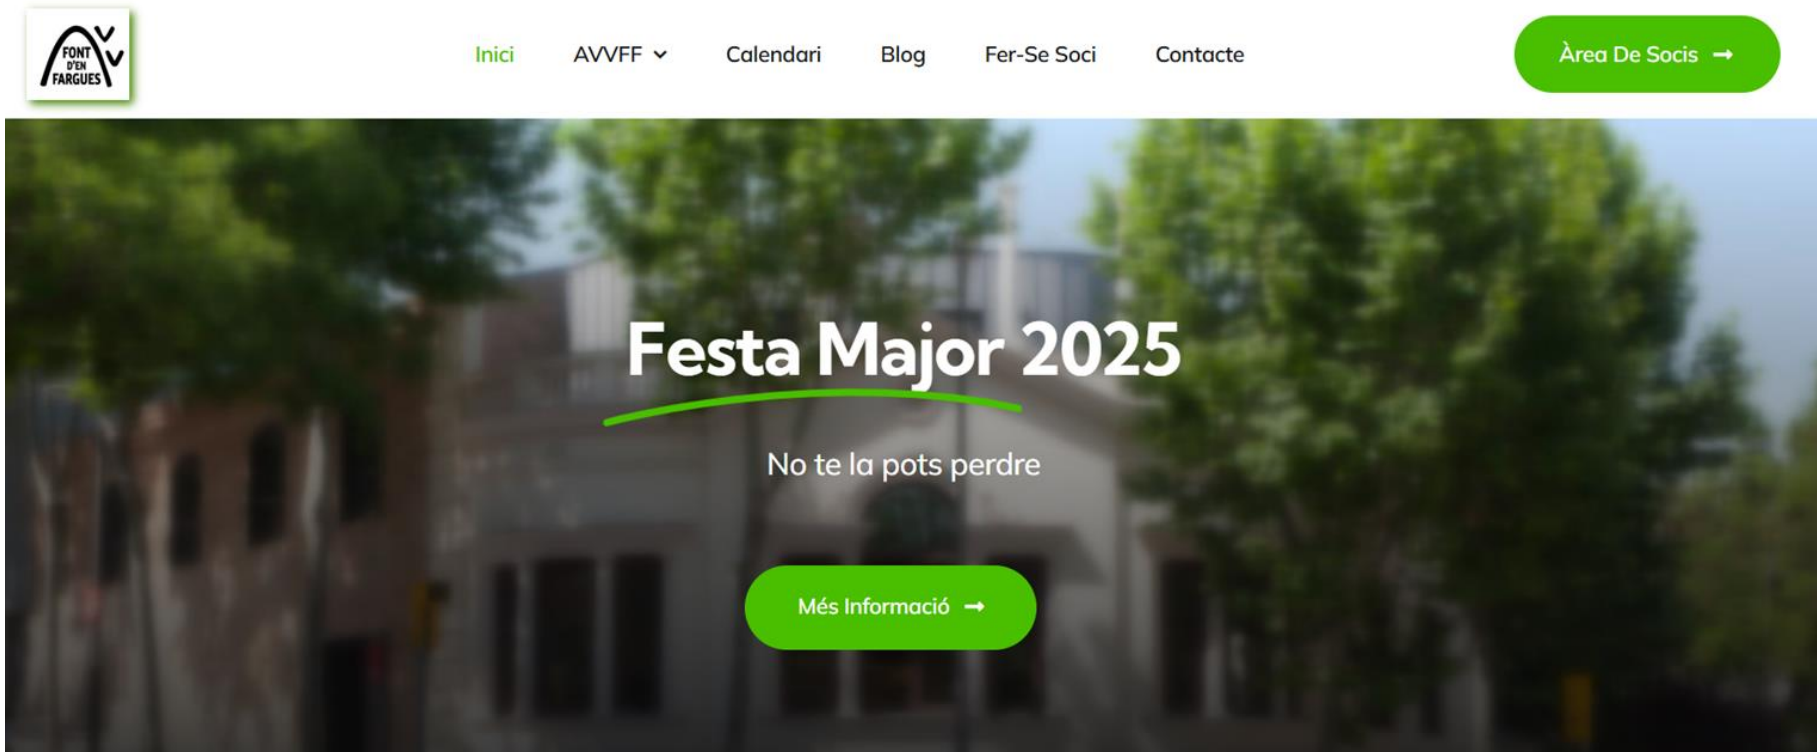 FONT
D'EN
FARGUES
Inici
AVVFF
Calendari
Blog
Fer-Se Soci
Contacte
Àrea De Socis
Festa Major 2025
No te la pots perdre
Més Informació